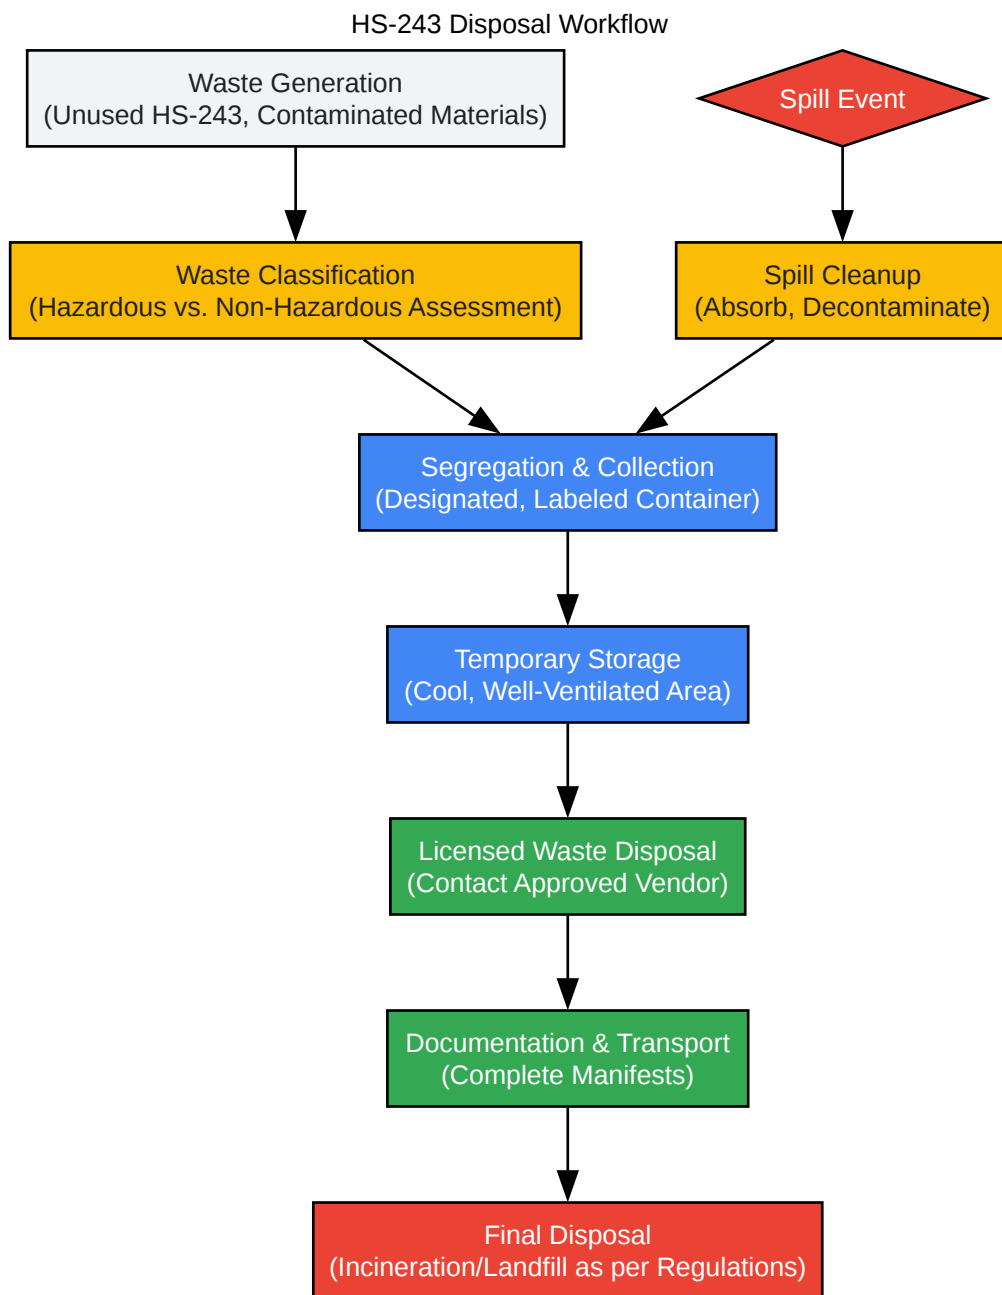 HS-243 Disposal Workflow
Waste Generation
(Unused HS-243, Contaminated Materials)
Spill Event
Waste Classification
(Hazardous vs. Non-Hazardous Assessment)
Spill Cleanup
(Absorb, Decontaminate)
Segregation & Collection
(Designated, Labeled Container)
Temporary Storage
(Cool, Well-Ventilated Area)
Licensed Waste Disposal
(Contact Approved Vendor)
Documentation & Transport
(Complete Manifests)
Final Disposal
(Incineration/Landfill as per Regulations)